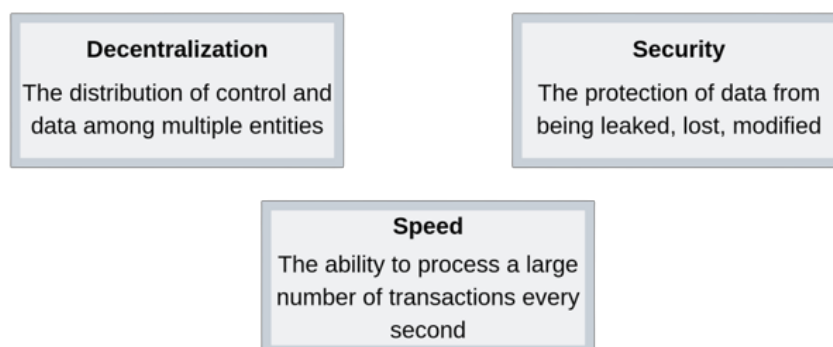 Decentralization
The distribution of control and
data among multiple entities
Security
The protection of data from
being leaked, lost, modified
Speed
The ability to process a large
number of transactions every
second